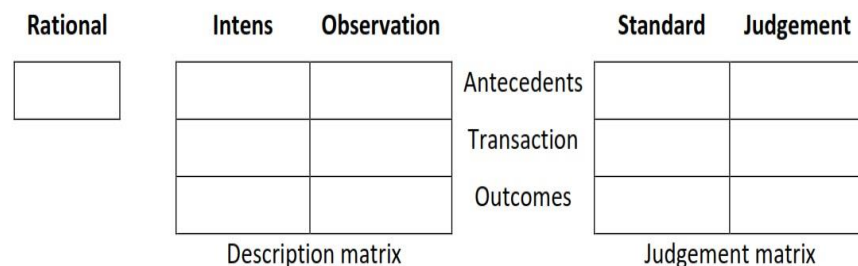 Rational Intens Observation Standard Judgement
Antecedents
Transaction
Outcomes
Description matrix Judgement matrix